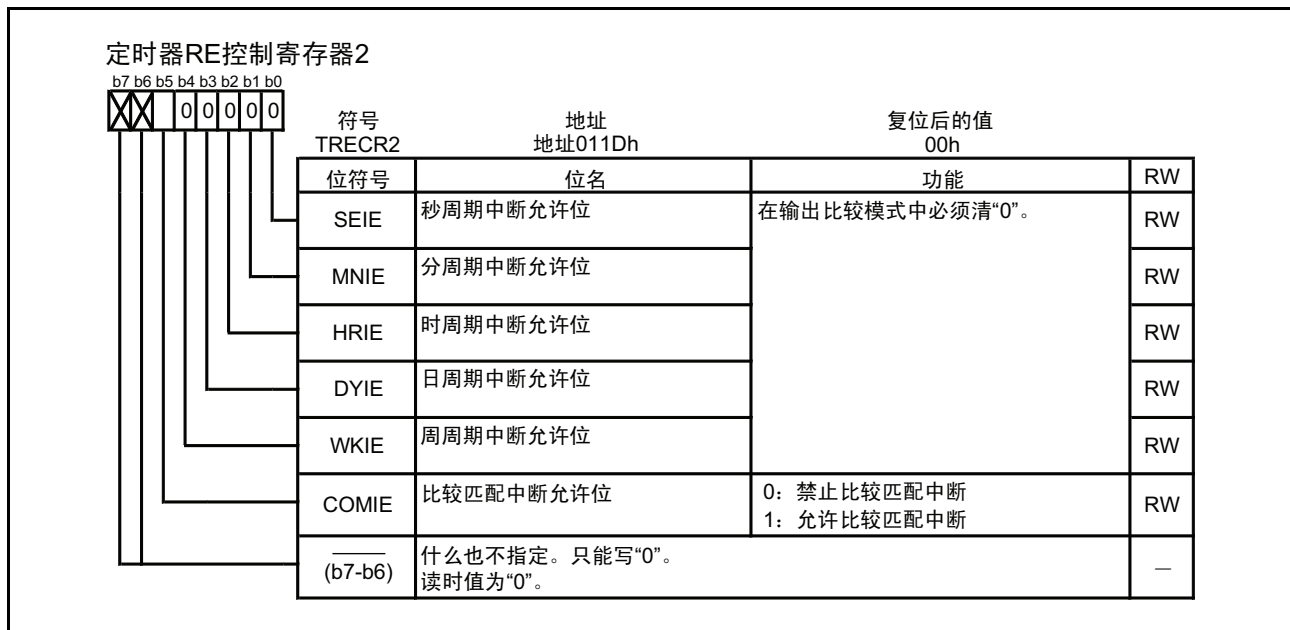 定时器RE控制寄存器2
b7 b6 b5 b4 b3 b2 b1 b0
0 0 0 0 0
符号 地址 复位后的值
TRECR2 地址011Dh 00h
位符号 位名 功能 RW
SEIE 秒周期中断允许位 在输出比较模式中必须清“0”。 RW
MNIE 分周期中断允许位 RW
HRIE 时周期中断允许位 RW
DYIE 日周期中断允许位 RW
WKIE 周周期中断允许位 RW
COMIE 比较匹配中断允许位 0：禁止比较匹配中断 RW
1：允许比较匹配中断
(b7-b6) 什么也不指定。只能写“0”。 —
读时值为“0”。